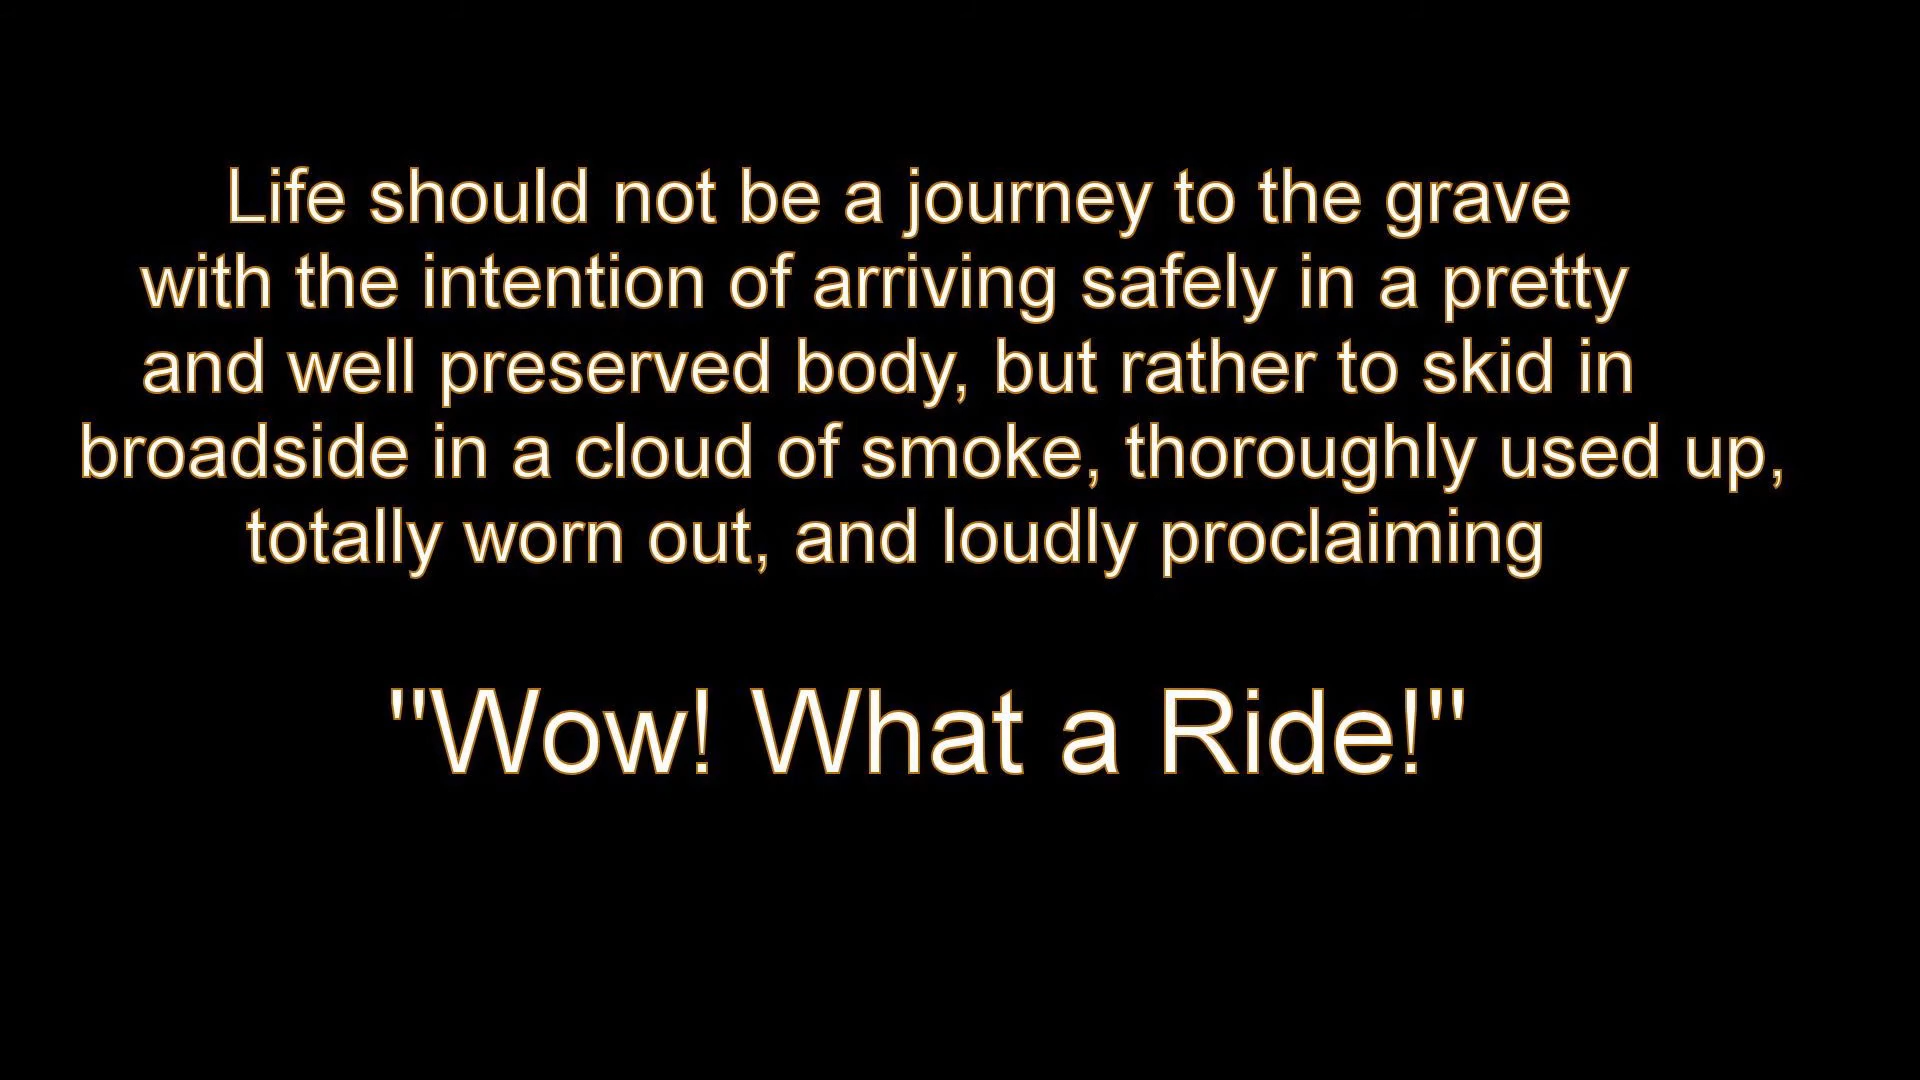 Life should not be a journey to the grave
with the intention of arriving safely in a pretty
and well preserved body, but rather to skid in
broadside in a cloud of smoke, thoroughly used up,
totally worn out, and loudly proclaiming
"Wow! What a Ride!"